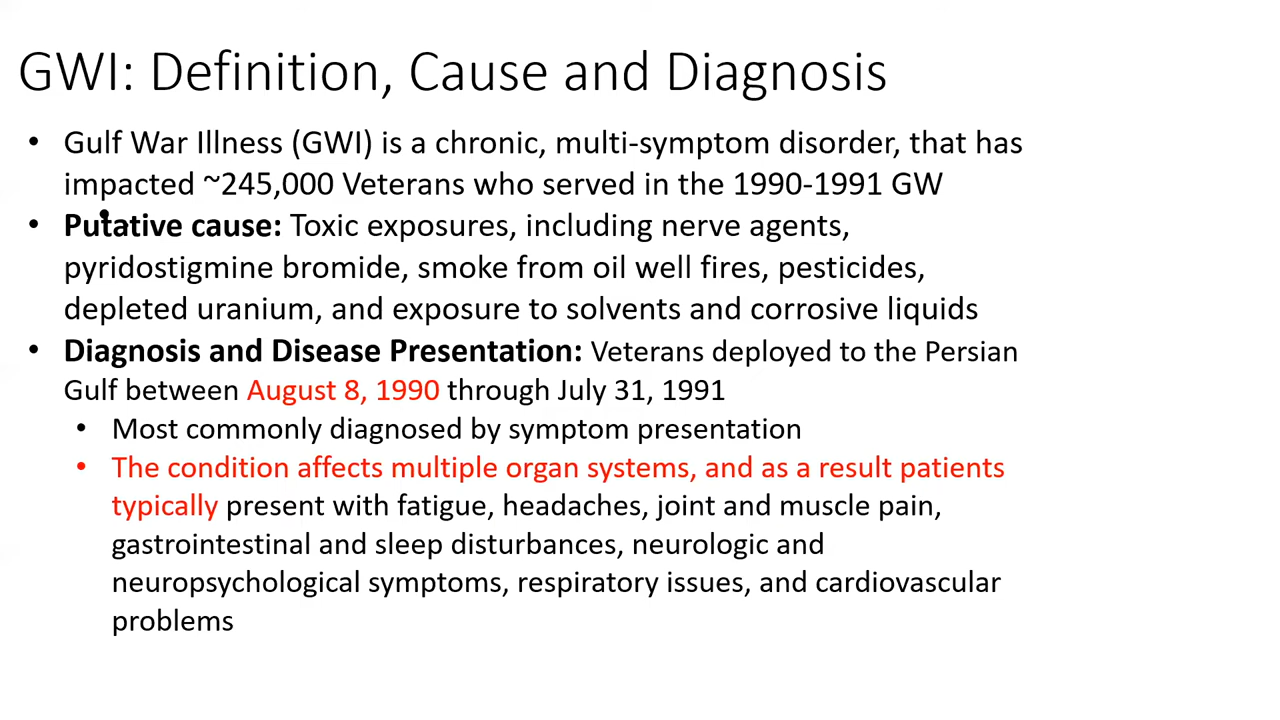 GWI: Definition, Cause and Diagnosis
• Gulf War Illness (GWI) is a chronic, multi-symptom disorder, that has
impacted ~245,000 Veterans who served in the 1990-1991 GW
• Putative cause: Toxic exposures, including nerve agents,
pyridostigmine bromide, smoke from oil well fires, pesticides,
depleted uranium, and exposure to solvents and corrosive liquids
• Diagnosis and Disease Presentation: Veterans deployed to the Persian
Gulf between August 8, 1990 through July 31, 1991
• Most commonly diagnosed by symptom presentation
• The condition affects multiple organ systems, and as a result patients
typically present with fatigue, headaches, joint and muscle pain,
gastrointestinal and sleep disturbances, neurologic and
neuropsychological symptoms, respiratory issues, and cardiovascular
problems